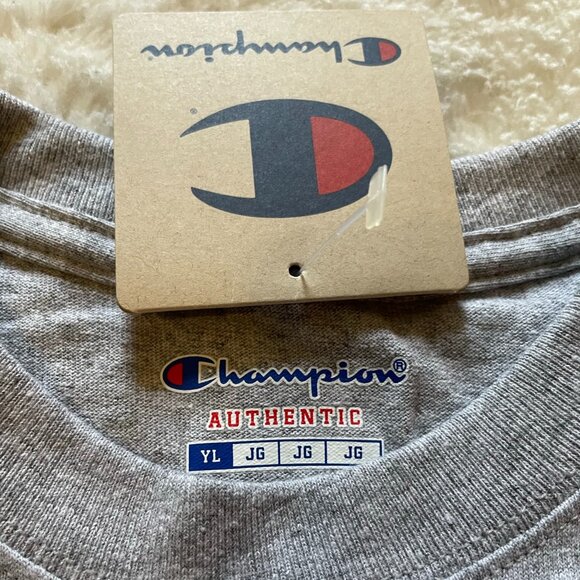 Champion
®
Champion®
AUTHENTIC
YL JG JG JG